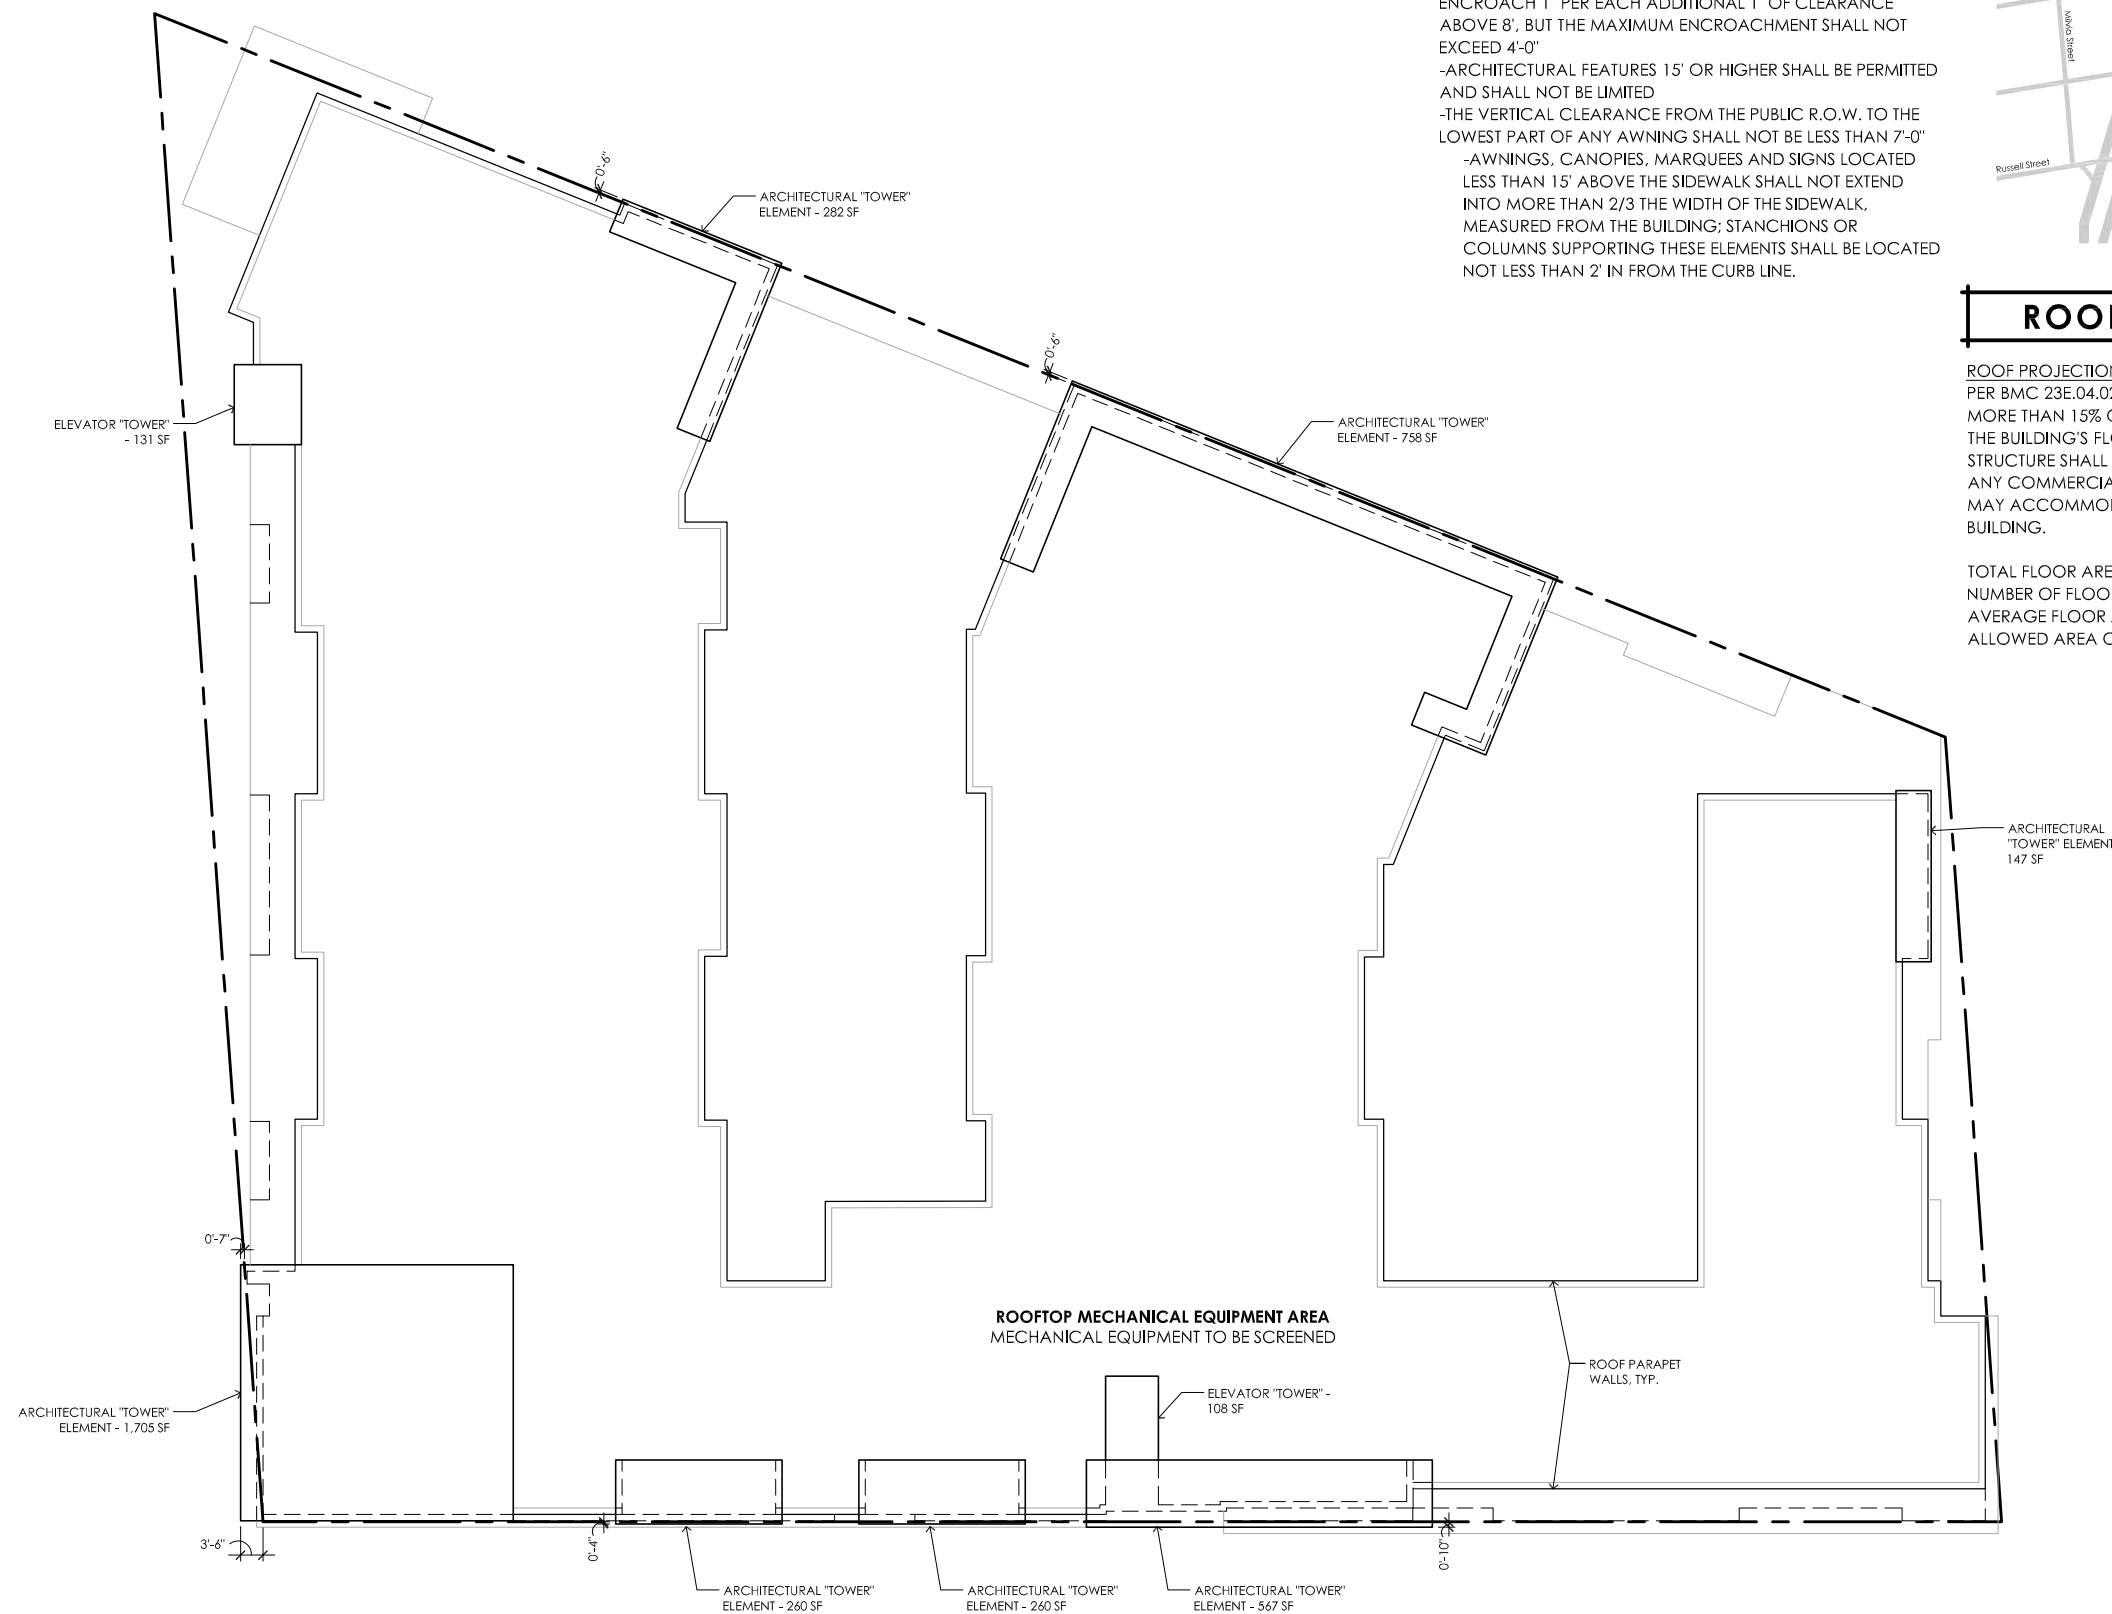 ENCROACH 1" PER EACH ADDITIONAL 1" OF CLEARANCE
ABOVE 8', BUT THE MAXIMUM ENCROACHMENT SHALL NOT
EXCEED 4'-0"
-ARCHITECTURAL FEATURES 15' OR HIGHER SHALL BE PERMITTED
AND SHALL NOT BE LIMITED
-THE VERTICAL CLEARANCE FROM THE PUBLIC R.O.W. TO THE
LOWEST PART OF ANY AWNING SHALL NOT BE LESS THAN 7'-0"
-AWNINGS, CANOPIES, MARQUEES AND SIGNS LOCATED
LESS THAN 15' ABOVE THE SIDEWALK SHALL NOT EXTEND
INTO MORE THAN 2/3 THE WIDTH OF THE SIDEWALK,
MEASURED FROM THE BUILDING; STANCHIONS OR
COLUMNS SUPPORTING THESE ELEMENTS SHALL BE LOCATED
NOT LESS THAN 2' IN FROM THE CURB LINE.
Milvia Street
Russell Street
ROOF PROJECTION
PER BMC 23E.04.02
MORE THAN 15% O
THE BUILDING'S FLO
STRUCTURE SHALL
ANY COMMERCIA
MAY ACCOMMO
BUILDING.
TOTAL FLOOR ARE
NUMBER OF FLOO
AVERAGE FLOOR
ALLOWED AREA O
0'-6"
ARCHITECTURAL "TOWER"
ELEMENT - 282 SF
0'-6"
ELEVATOR "TOWER"
- 131 SF
ARCHITECTURAL "TOWER"
ELEMENT - 758 SF
ARCHITECTURAL
"TOWER" ELEMENT
147 SF
0'-7"
ROOFTOP MECHANICAL EQUIPMENT AREA
MECHANICAL EQUIPMENT TO BE SCREENED
ROOF PARAPET
WALLS, TYP.
ELEVATOR "TOWER" -
108 SF
ARCHITECTURAL "TOWER"
ELEMENT - 1,705 SF
3'-6"
0'-4"
0'-10"
ARCHITECTURAL "TOWER"
ELEMENT - 260 SF
ARCHITECTURAL "TOWER"
ELEMENT - 260 SF
ARCHITECTURAL "TOWER"
ELEMENT - 567 SF